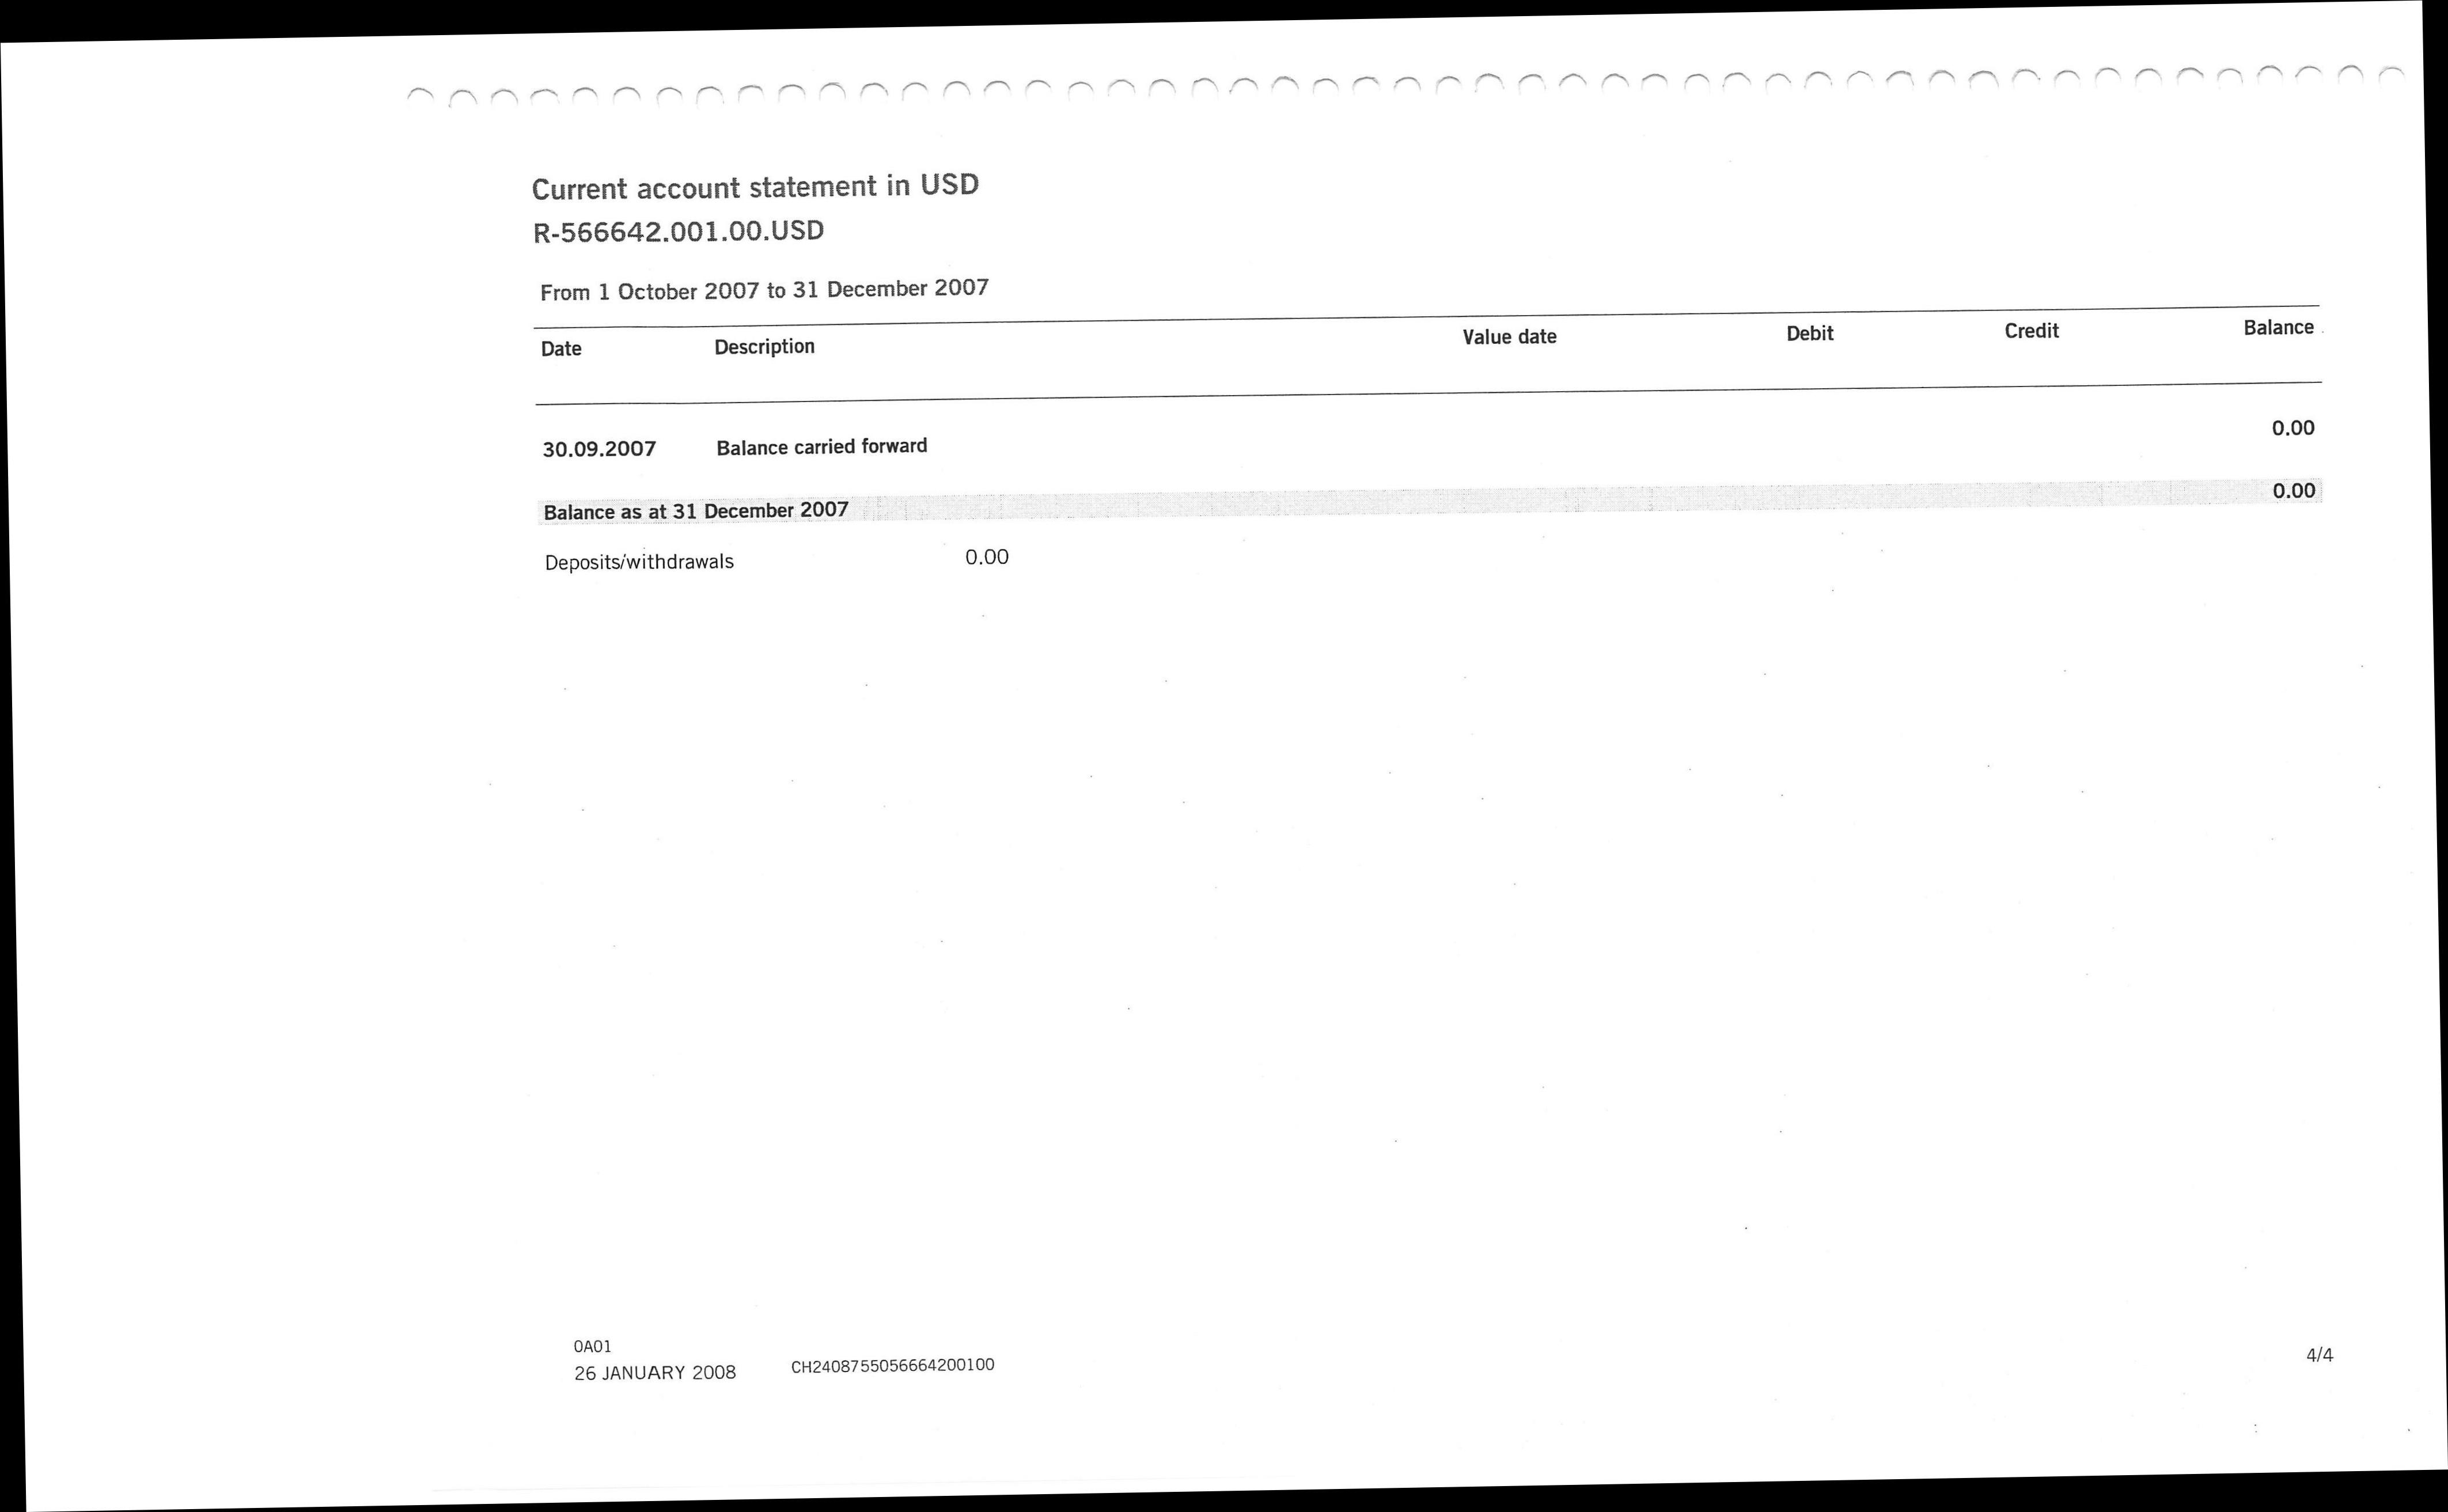 Current account statement in USD
R-566642.001.00.USD
From 1 October 2007 to 31 December 2007
Date Description Value date Debit Credit Balance
30.09.2007 Balance carried forward 0.00
Balance as at 31 December 2007 0.00
Deposits/withdrawals 0.00
0A01
26 JANUARY 2008 CH2408755056664200100
4/4